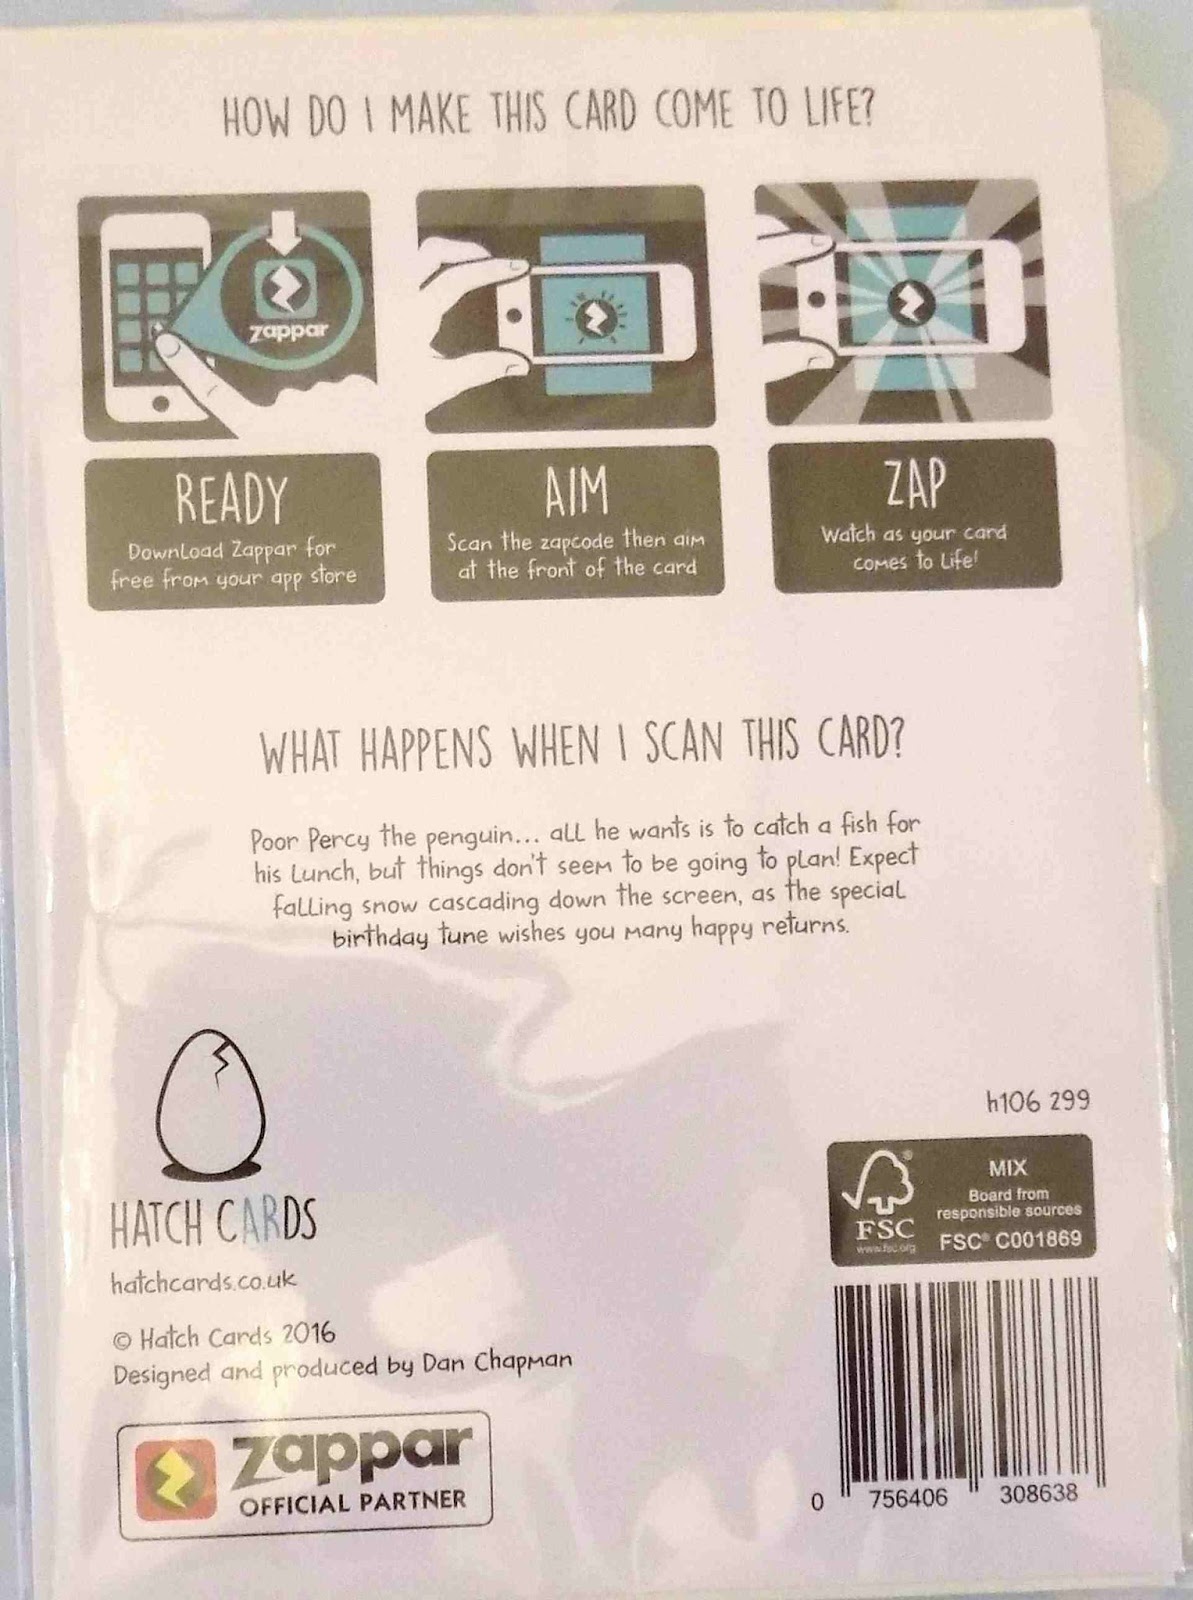 HOW DO I MAKE THIS CARD COME TO LIFE?
zappar
READY
Download Zappar for
free from your app store
AIM
Scan the zapcode then aim
at the front of the card
ZAP
Watch as your card
comes to life!
WHAT HAPPENS WHEN I SCAN THIS CARD?
Poor Percy the penguin... all he wants is to catch a fish for
his lunch, but things don't seem to be going to plan! Expect
falling snow cascading down the screen, as the special
birthday tune wishes you many happy returns.
HATCH CARDS
hatchcards.co.uk
© Hatch Cards 2016
Designed and produced by Dan Chapman
zappar
OFFICIAL PARTNER
h106 299
FSC
www.fsc.org
MIX
Board from
responsible sources
FSC® C001869
0 756406 308638